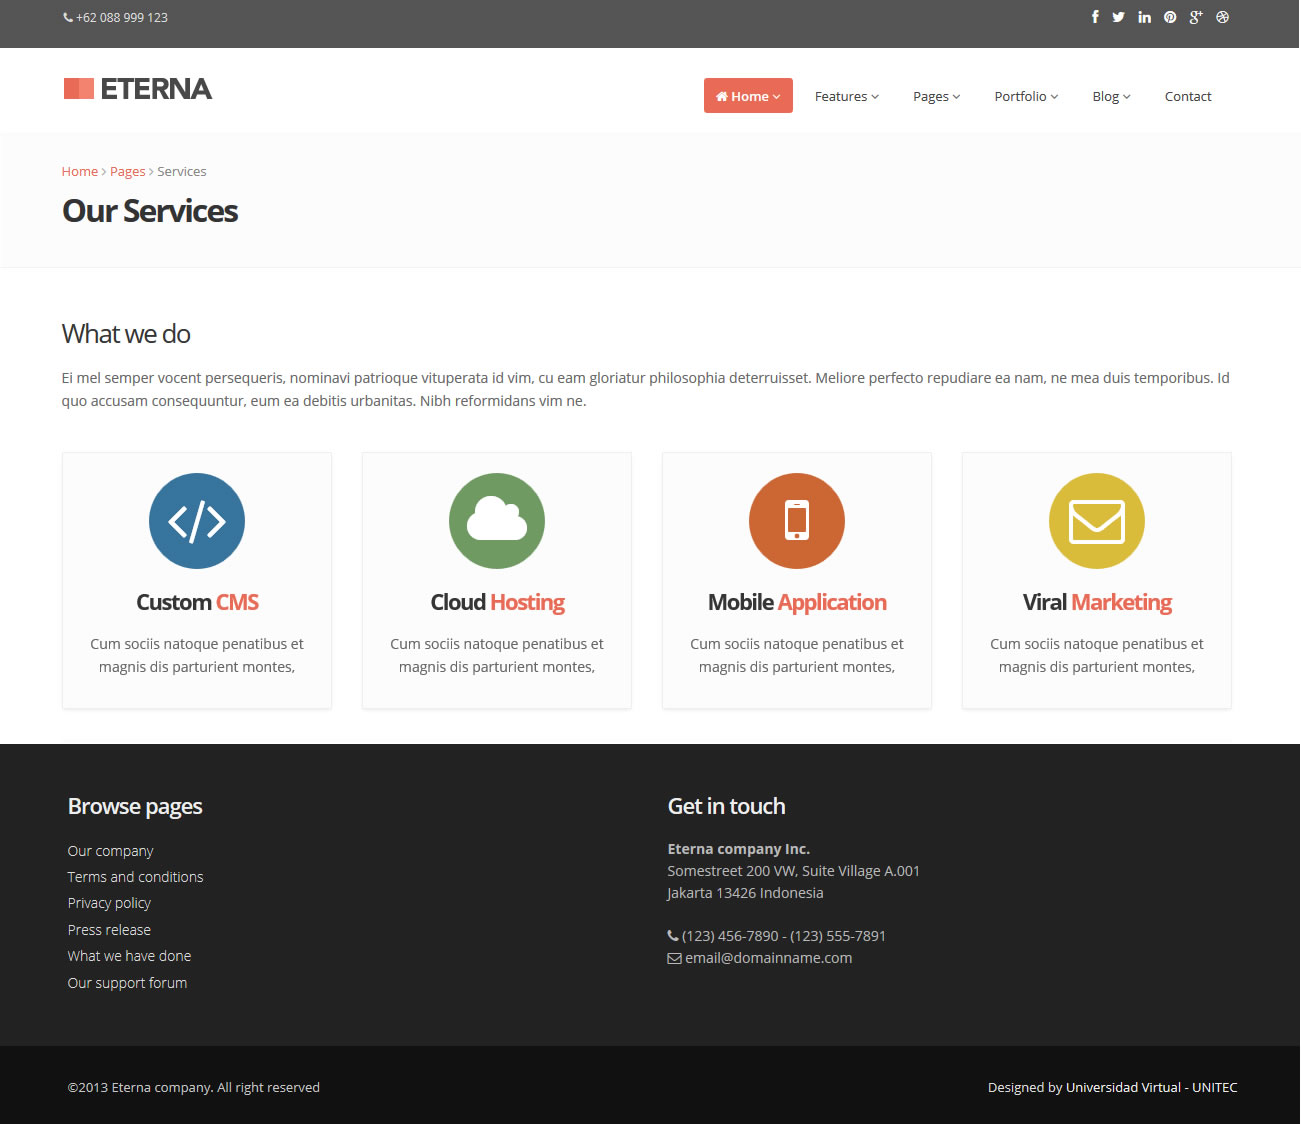 +62 088 999 123
ETERNA
Home Features Pages Portfolio Blog Contact
Home > Pages > Services
Our Services
What we do
Ei mel semper vocent persequeris, nominavi patrioque vituperata id vim, cu eam gloriatur philosophia deterruisset. Meliore perfecto repudiare ea nam, ne mea duis temporibus. Id
quo accusam consequuntur, eum ea debitis urbanitas. Nibh reformidans vim ne.
Custom CMS
Cum sociis natoque penatibus et
magnis dis parturient montes,
Cloud Hosting
Cum sociis natoque penatibus et
magnis dis parturient montes,
Mobile Application
Cum sociis natoque penatibus et
magnis dis parturient montes,
Viral Marketing
Cum sociis natoque penatibus et
magnis dis parturient montes,
Browse pages
Our company
Terms and conditions
Privacy policy
Press release
What we have done
Our support forum
Get in touch
Eterna company Inc.
Somestreet 200 VW, Suite Village A.001
Jakarta 13426 Indonesia
(123) 456-7890 - (123) 555-7891
email@domainname.com
©2013 Eterna company. All right reserved
Designed by Universidad Virtual - UNITEC